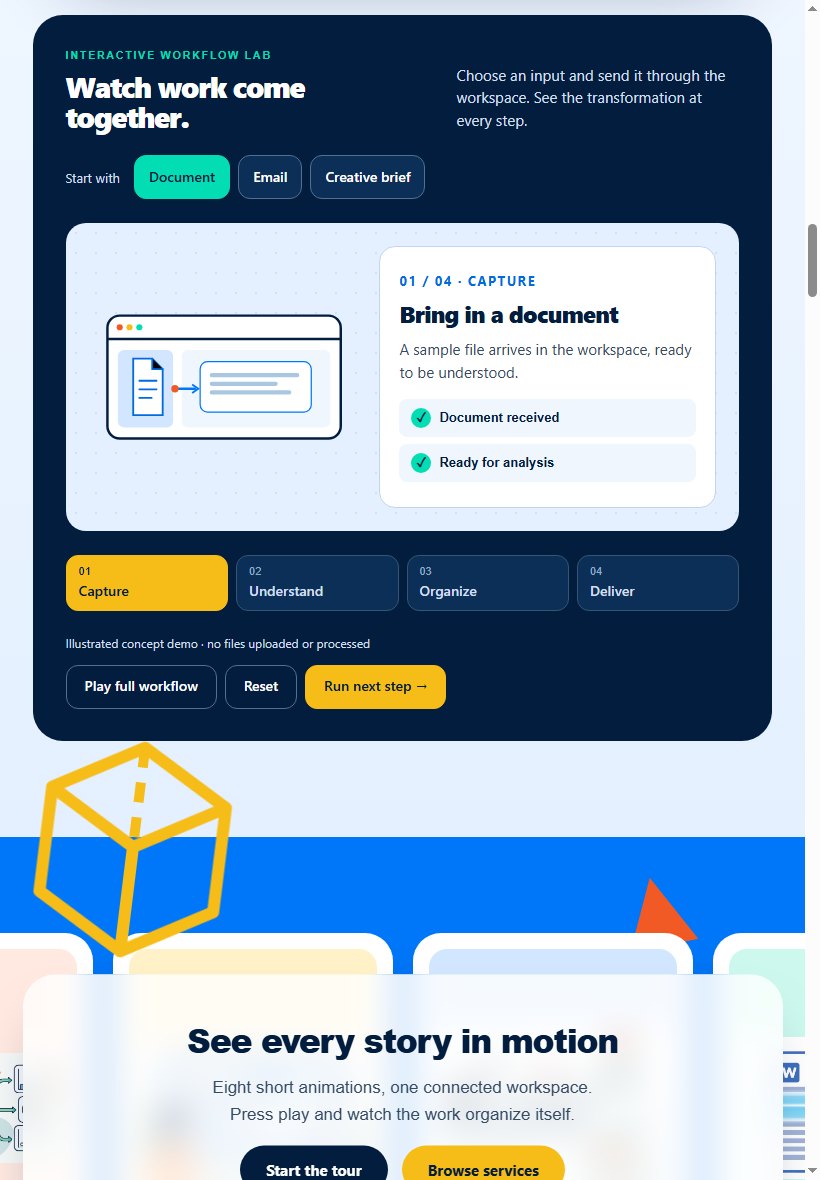 INTERACTIVE WORKFLOW LAB
Watch work come
together.
Choose an input and send it through the
workspace. See the transformation at
every step.
Start with
Document
Email
Creative brief
01 / 04 · CAPTURE
Bring in a document
A sample file arrives in the workspace, ready
to be understood.
✓ Document received
✓ Ready for analysis
01
Capture
02
Understand
03
Organize
04
Deliver
Illustrated concept demo · no files uploaded or processed
Play full workflow
Reset
Run next step →
See every story in motion
Eight short animations, one connected workspace.
Press play and watch the work organize itself.
W
Start the tour
Browse services